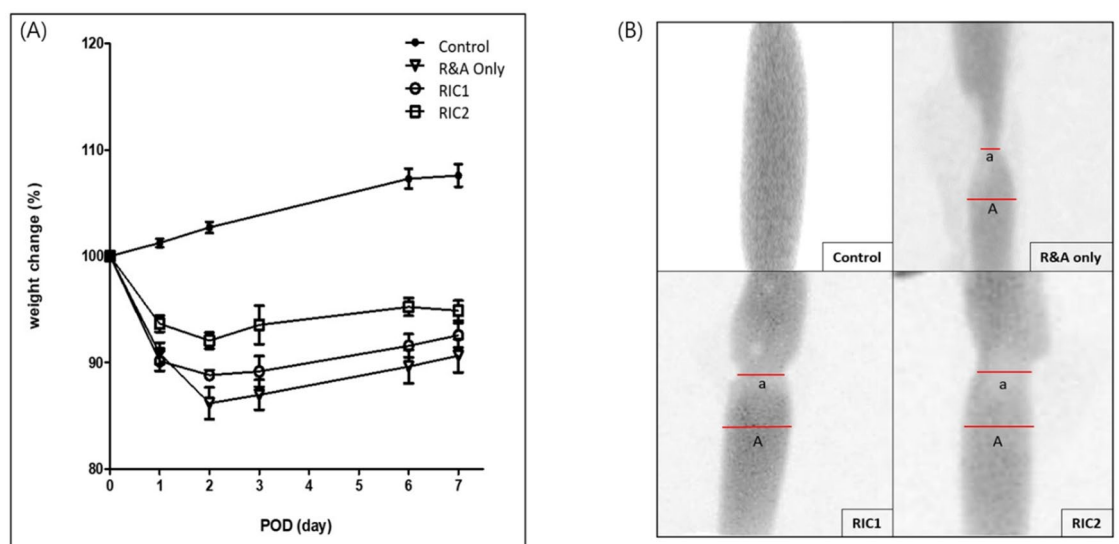 (A)
120
110
100
90
80
weight change (%)
0 1 2 3 4 5 6 7
POD (day)
Control
R&A Only
RIC1
RIC2
(B)
Control
a
A
R&A only
a
A
RIC1
a
A
RIC2